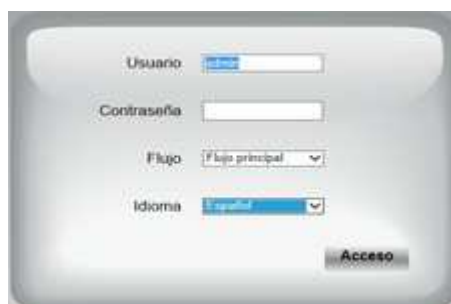 Usuario admin
Contraseña
Flujo Flujo principal
Idioma Español
Acceso